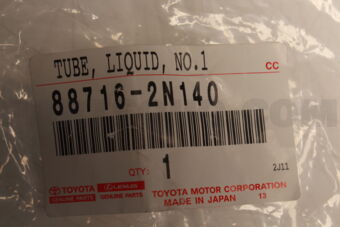 TUBE, LIQUID, NO.1
CC
88716-2N140
QTY: 1
2J11
TOYOTA GENUINE PARTS
LEXUS GENUINE PARTS
TOYOTA MOTOR CORPORATION
MADE IN JAPAN 13